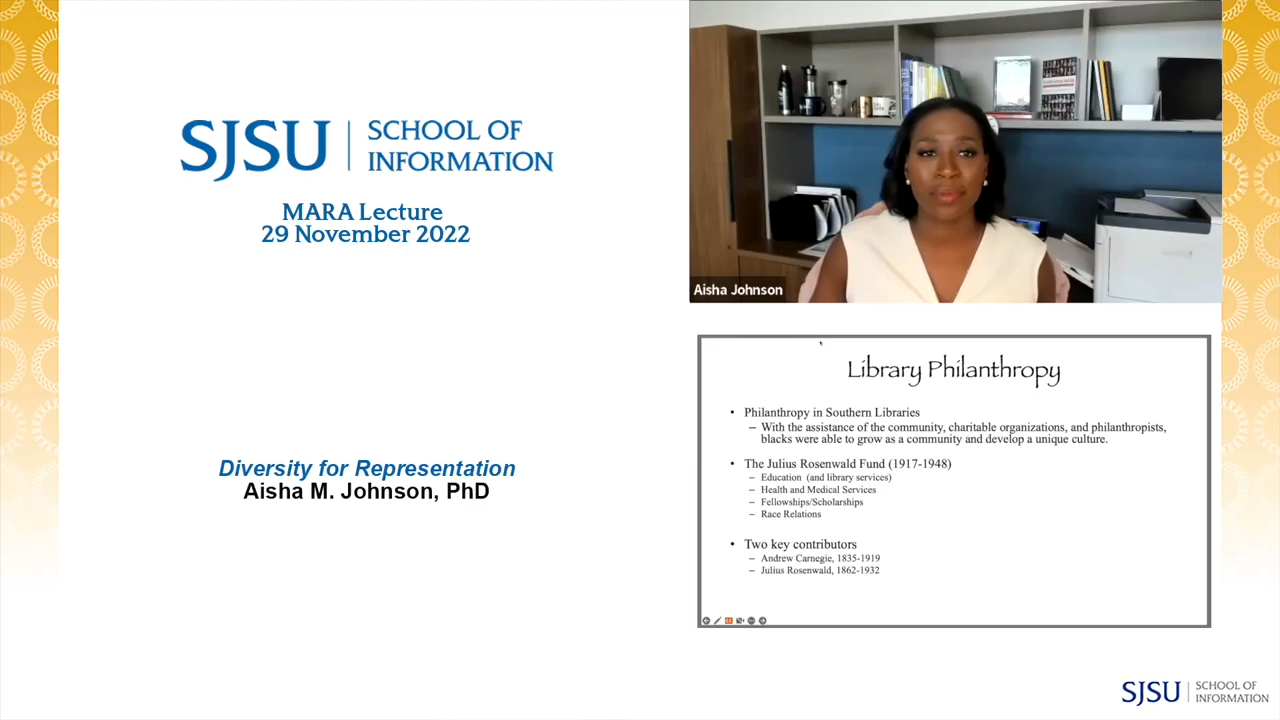 SJSU | SCHOOL OF
INFORMATION
MARA Lecture
29 November 2022
Diversity for Representation
Aisha M. Johnson, PhD
Aisha Johnson
Library Philanthropy
• Philanthropy in Southern Libraries
– With the assistance of the community, charitable organizations, and philanthropists,
blacks were able to grow as a community and develop a unique culture.
• The Julius Rosenwald Fund (1917-1948)
– Education (and library services)
– Health and Medical Services
– Fellowships/Scholarships
– Race Relations
• Two key contributors
– Andrew Carnegie, 1835-1919
– Julius Rosenwald, 1862-1932
SJSU | SCHOOL OF
INFORMATION